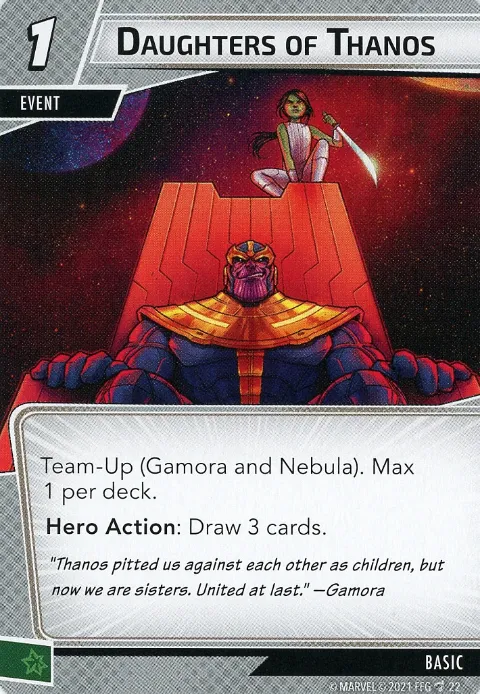 1
DAUGHTERS OF THANOS
EVENT
Team-Up (Gamora and Nebula). Max
1 per deck.
Hero Action: Draw 3 cards.
"Thanos pitted us against each other as children, but
now we are sisters. United at last." —Gamora
BASIC
© MARVEL © 2021 FFG 22